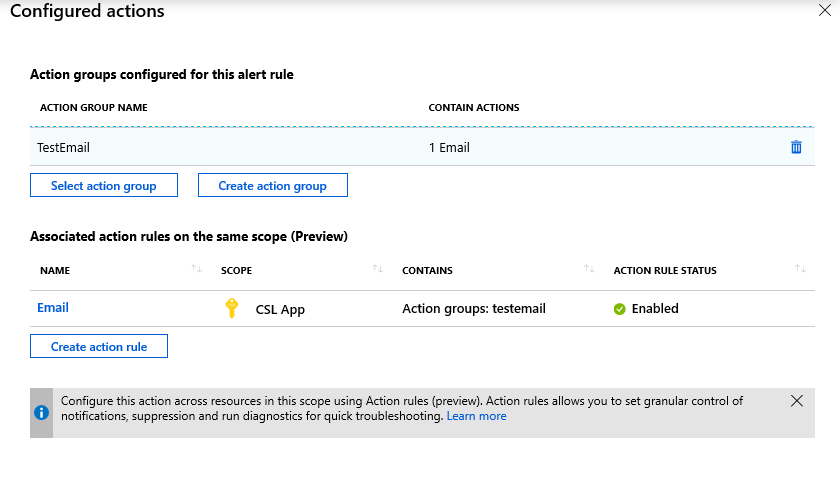 Configured actions
Action groups configured for this alert rule
ACTION GROUP NAME CONTAIN ACTIONS
TestEmail 1 Email
Select action group Create action group
Associated action rules on the same scope (Preview)
NAME SCOPE CONTAINS ACTION RULE STATUS
Email CSL App Action groups: testemail Enabled
Create action rule
Configure this action across resources in this scope using Action rules (preview). Action rules allows you to set granular control of
notifications, suppression and run diagnostics for quick troubleshooting. Learn more